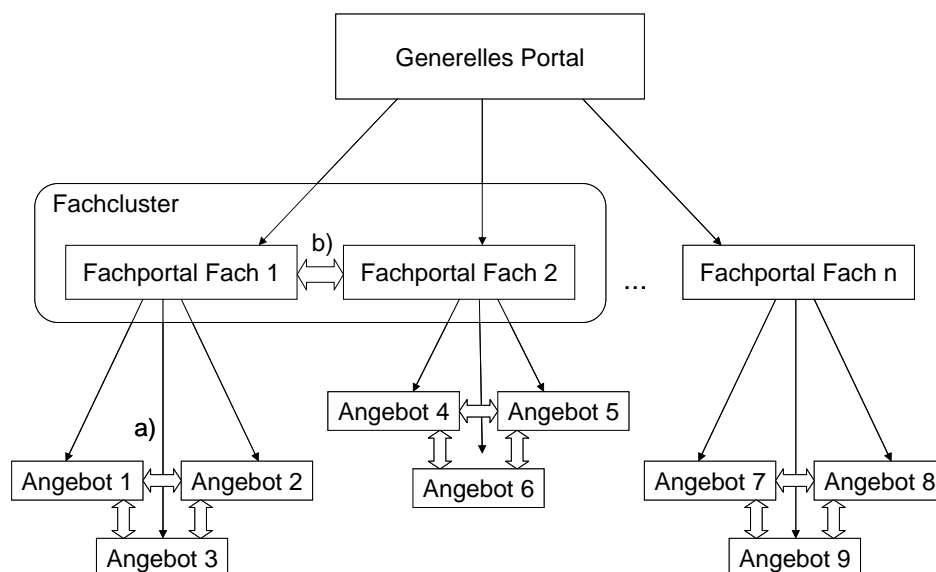 Generelles Portal
Fachcluster
b)
Fachportal Fach 1
Fachportal Fach 2
...
Fachportal Fach n
a)
Angebot 4
Angebot 5
Angebot 1
Angebot 2
Angebot 6
Angebot 7
Angebot 8
Angebot 3
Angebot 9